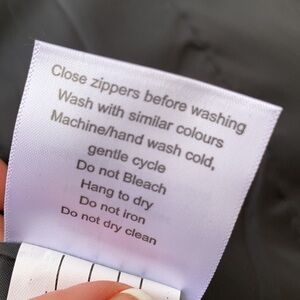 Close zippers before washing
Wash with similar colours
Machine/hand wash cold,
gentle cycle
Do not Bleach
Hang to dry
Do not iron
Do not dry clean